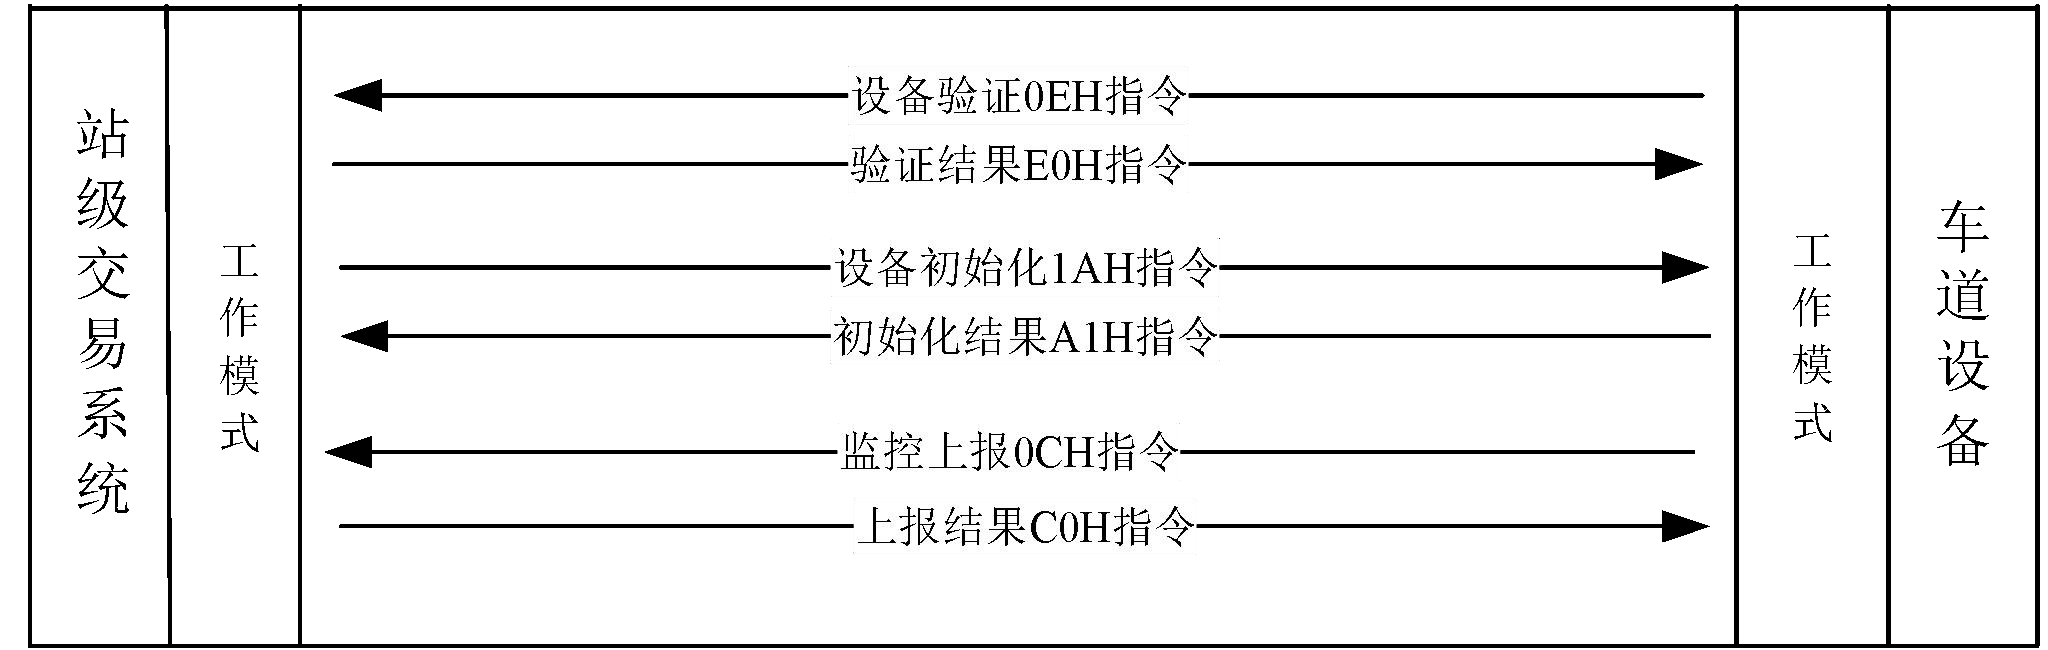 站级交易系统
工作模式
设备验证0EH指令
验证结果E0H指令
设备初始化1AH指令
初始化结果A1H指令
监控上报0CH指令
上报结果C0H指令
工作模式
车道设备